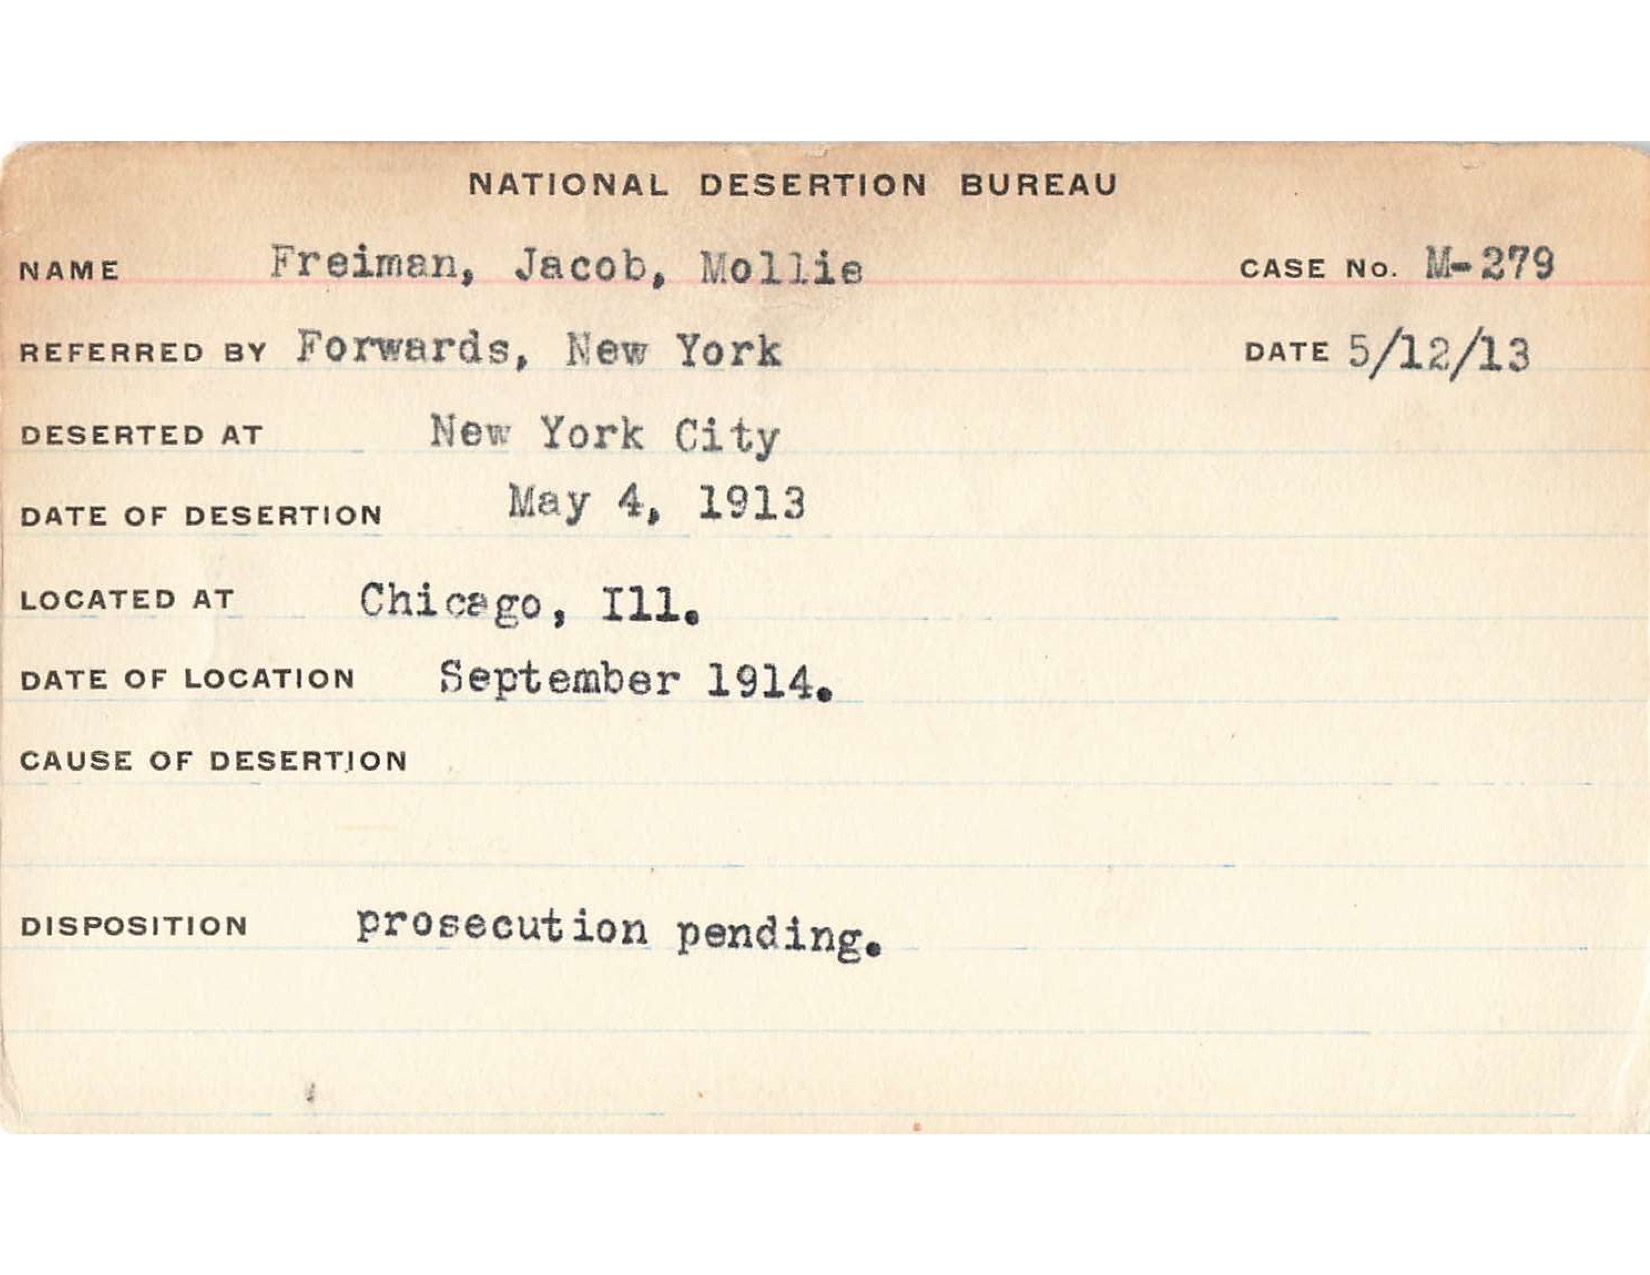 NATIONAL DESERTION BUREAU
NAME Freiman, Jacob, Mollie CASE No. M-279
REFERRED BY Forwards, New York DATE 5/12/13
DESERTED AT New York City
DATE OF DESERTION May 4, 1913
LOCATED AT Chicago, Ill.
DATE OF LOCATION September 1914.
CAUSE OF DESERTION
DISPOSITION prosecution pending.